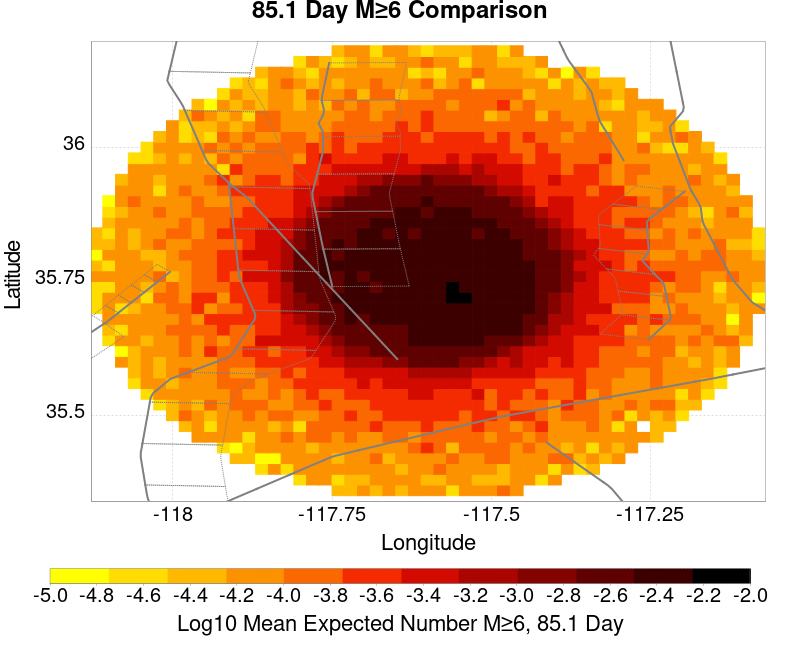 85.1 Day M≥6 Comparison
Latitude
36
35.75
35.5
-118 -117.75 -117.5 -117.25
Longitude
-5.0 -4.8 -4.6 -4.4 -4.2 -4.0 -3.8 -3.6 -3.4 -3.2 -3.0 -2.8 -2.6 -2.4 -2.2 -2.0
Log10 Mean Expected Number M≥6, 85.1 Day